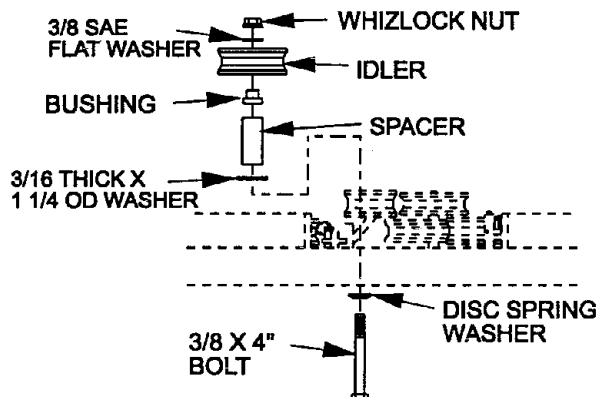 WHIZLOCK NUT
3/8 SAE
FLAT WASHER
IDLER
BUSHING
SPACER
3/16 THICK X
1 1/4 OD WASHER
DISC SPRING
WASHER
3/8 X 4"
BOLT